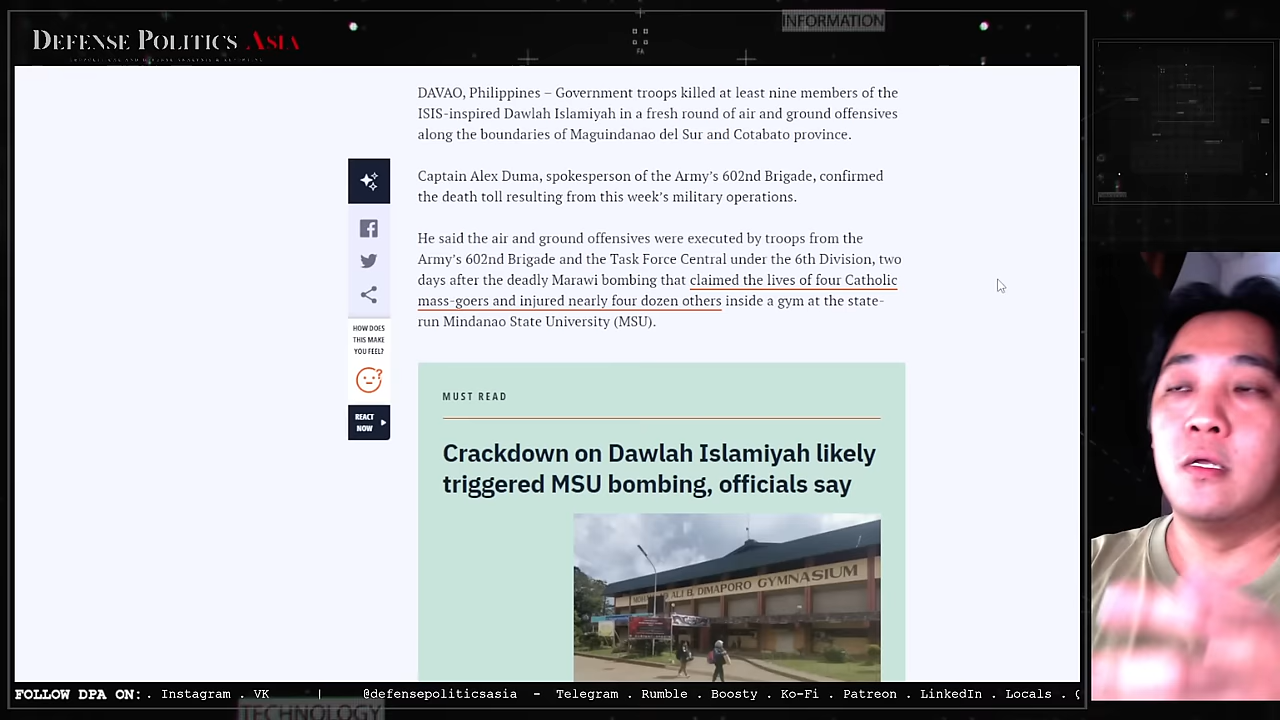 INFORMATION
DEFENSE POLITICS ASIA
DAVAO, Philippines – Government troops killed at least nine members of the
ISIS-inspired Dawlah Islamiyah in a fresh round of air and ground offensives
along the boundaries of Maguindanao del Sur and Cotabato province.
Captain Alex Duma, spokesperson of the Army’s 602nd Brigade, confirmed
the death toll resulting from this week’s military operations.
He said the air and ground offensives were executed by troops from the
Army’s 602nd Brigade and the Task Force Central under the 6th Division, two
days after the deadly Marawi bombing that claimed the lives of four Catholic
mass-goers and injured nearly four dozen others inside a gym at the state-
run Mindanao State University (MSU).
HOW DOES
THIS MAKE
YOU FEEL?
REACT
NOW
MUST READ
Crackdown on Dawlah Islamiyah likely
triggered MSU bombing, officials say
ALI B. DIMAPORO GYMNASIUM
FOLLOW DPA ON: . Instagram . VK | @defensepoliticsasia - Telegram . Rumble . Boosty . Ko-Fi . Patreon . LinkedIn . Locals .
TECHNOLOGY